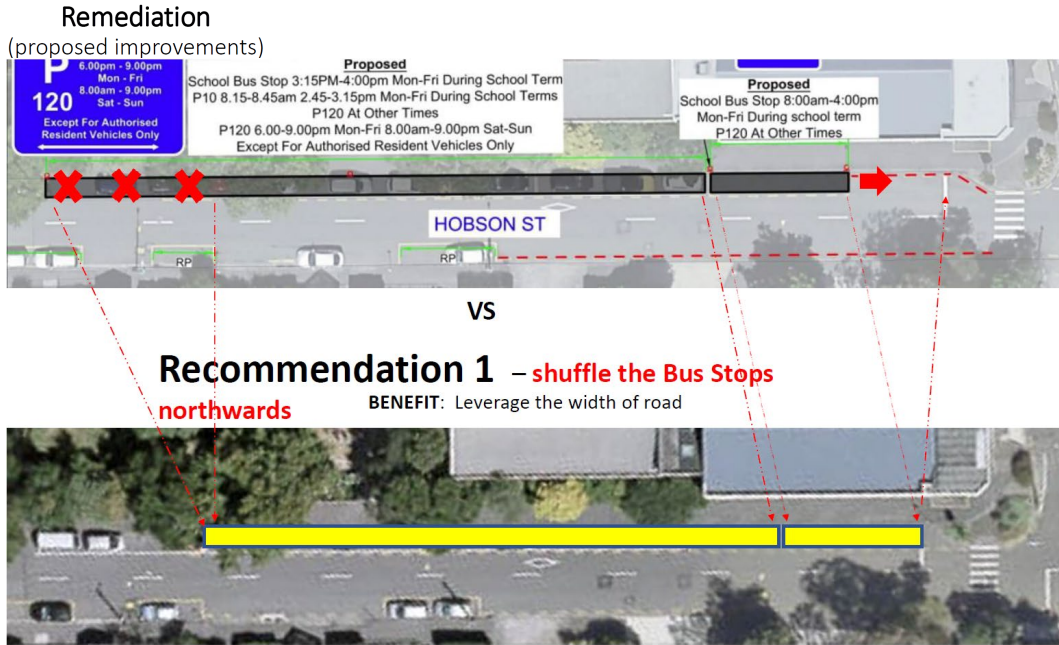 Remediation
(proposed improvements)
P
120
6.00pm - 9.00pm
Mon - Fri
8.00am - 9.00pm
Sat - Sun
Except For Authorised
Resident Vehicles Only
Proposed
School Bus Stop 3:15PM-4:00pm Mon-Fri During School Term
P10 8.15-8.45am 2.45-3.15pm Mon-Fri During School Terms
P120 At Other Times
P120 6.00-9.00pm Mon-Fri 8.00am-9.00pm Sat-Sun
Except For Authorised Resident Vehicles Only
Proposed
School Bus Stop 8:00am-4:00pm
Mon-Fri During school term
P120 At Other Times
HOBSON ST
RP
RP
VS
Recommendation 1 – shuffle the Bus Stops
northwards
BENEFIT: Leverage the width of road